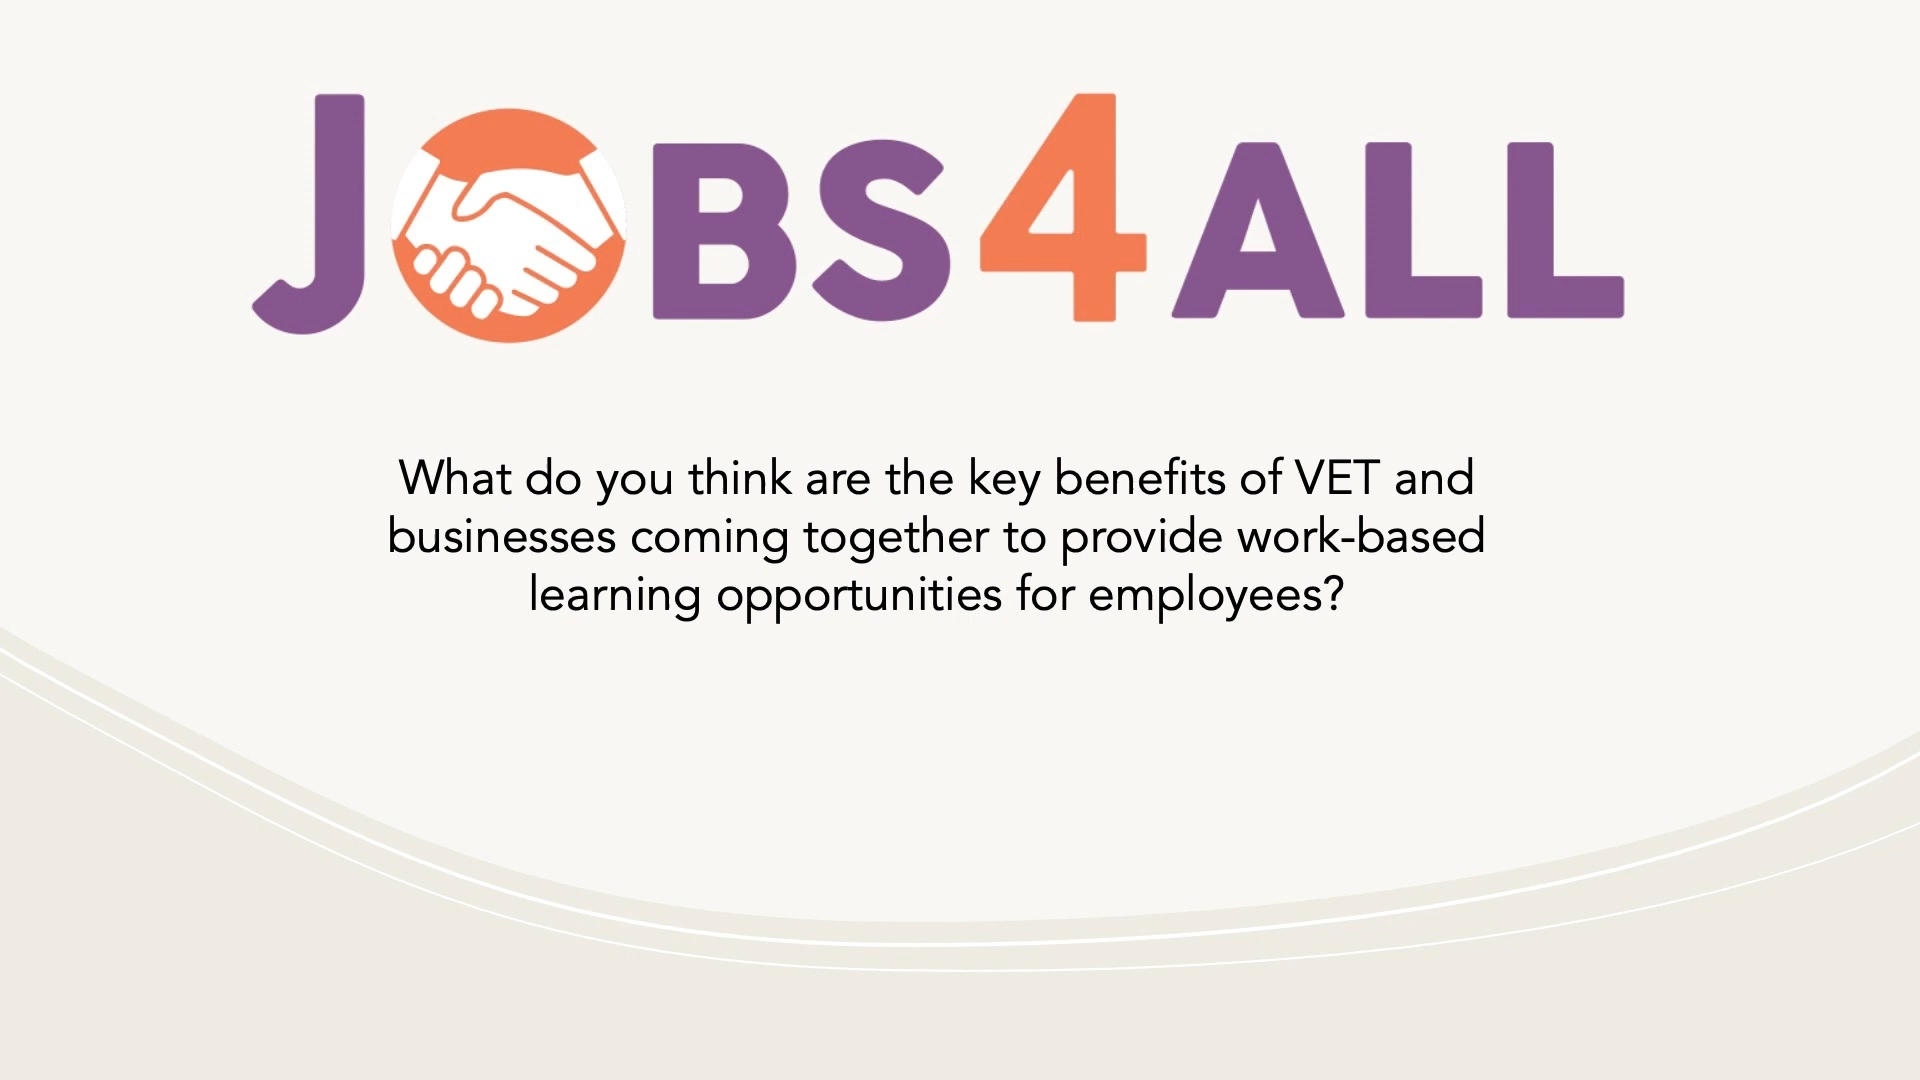 JOBS4ALL
What do you think are the key benefits of VET and
businesses coming together to provide work-based
learning opportunities for employees?